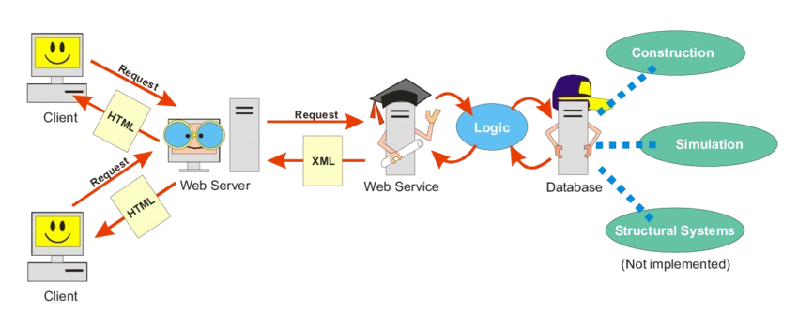 Request
Client
HTML
Request
Web Server
HTML
Client
Request
XML
Web Service
Logic
Database
Construction
Simulation
Structural Systems
(Not implemented)